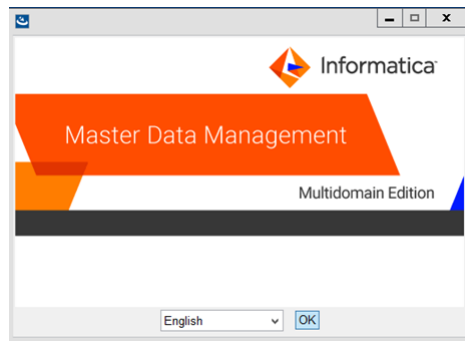 Informatica
Master Data Management
Multidomain Edition
English
OK